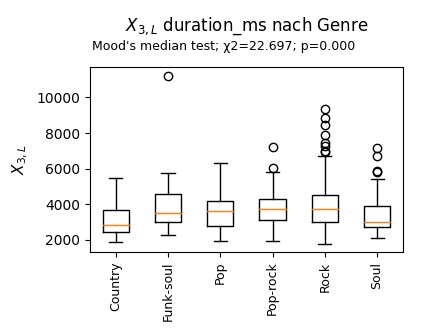 X3,L duration_ms nach Genre
Mood's median test; χ2=22.697; p=0.000
X3,L
10000
8000
6000
4000
2000
Country
Funk-soul
Pop
Pop-rock
Rock
Soul